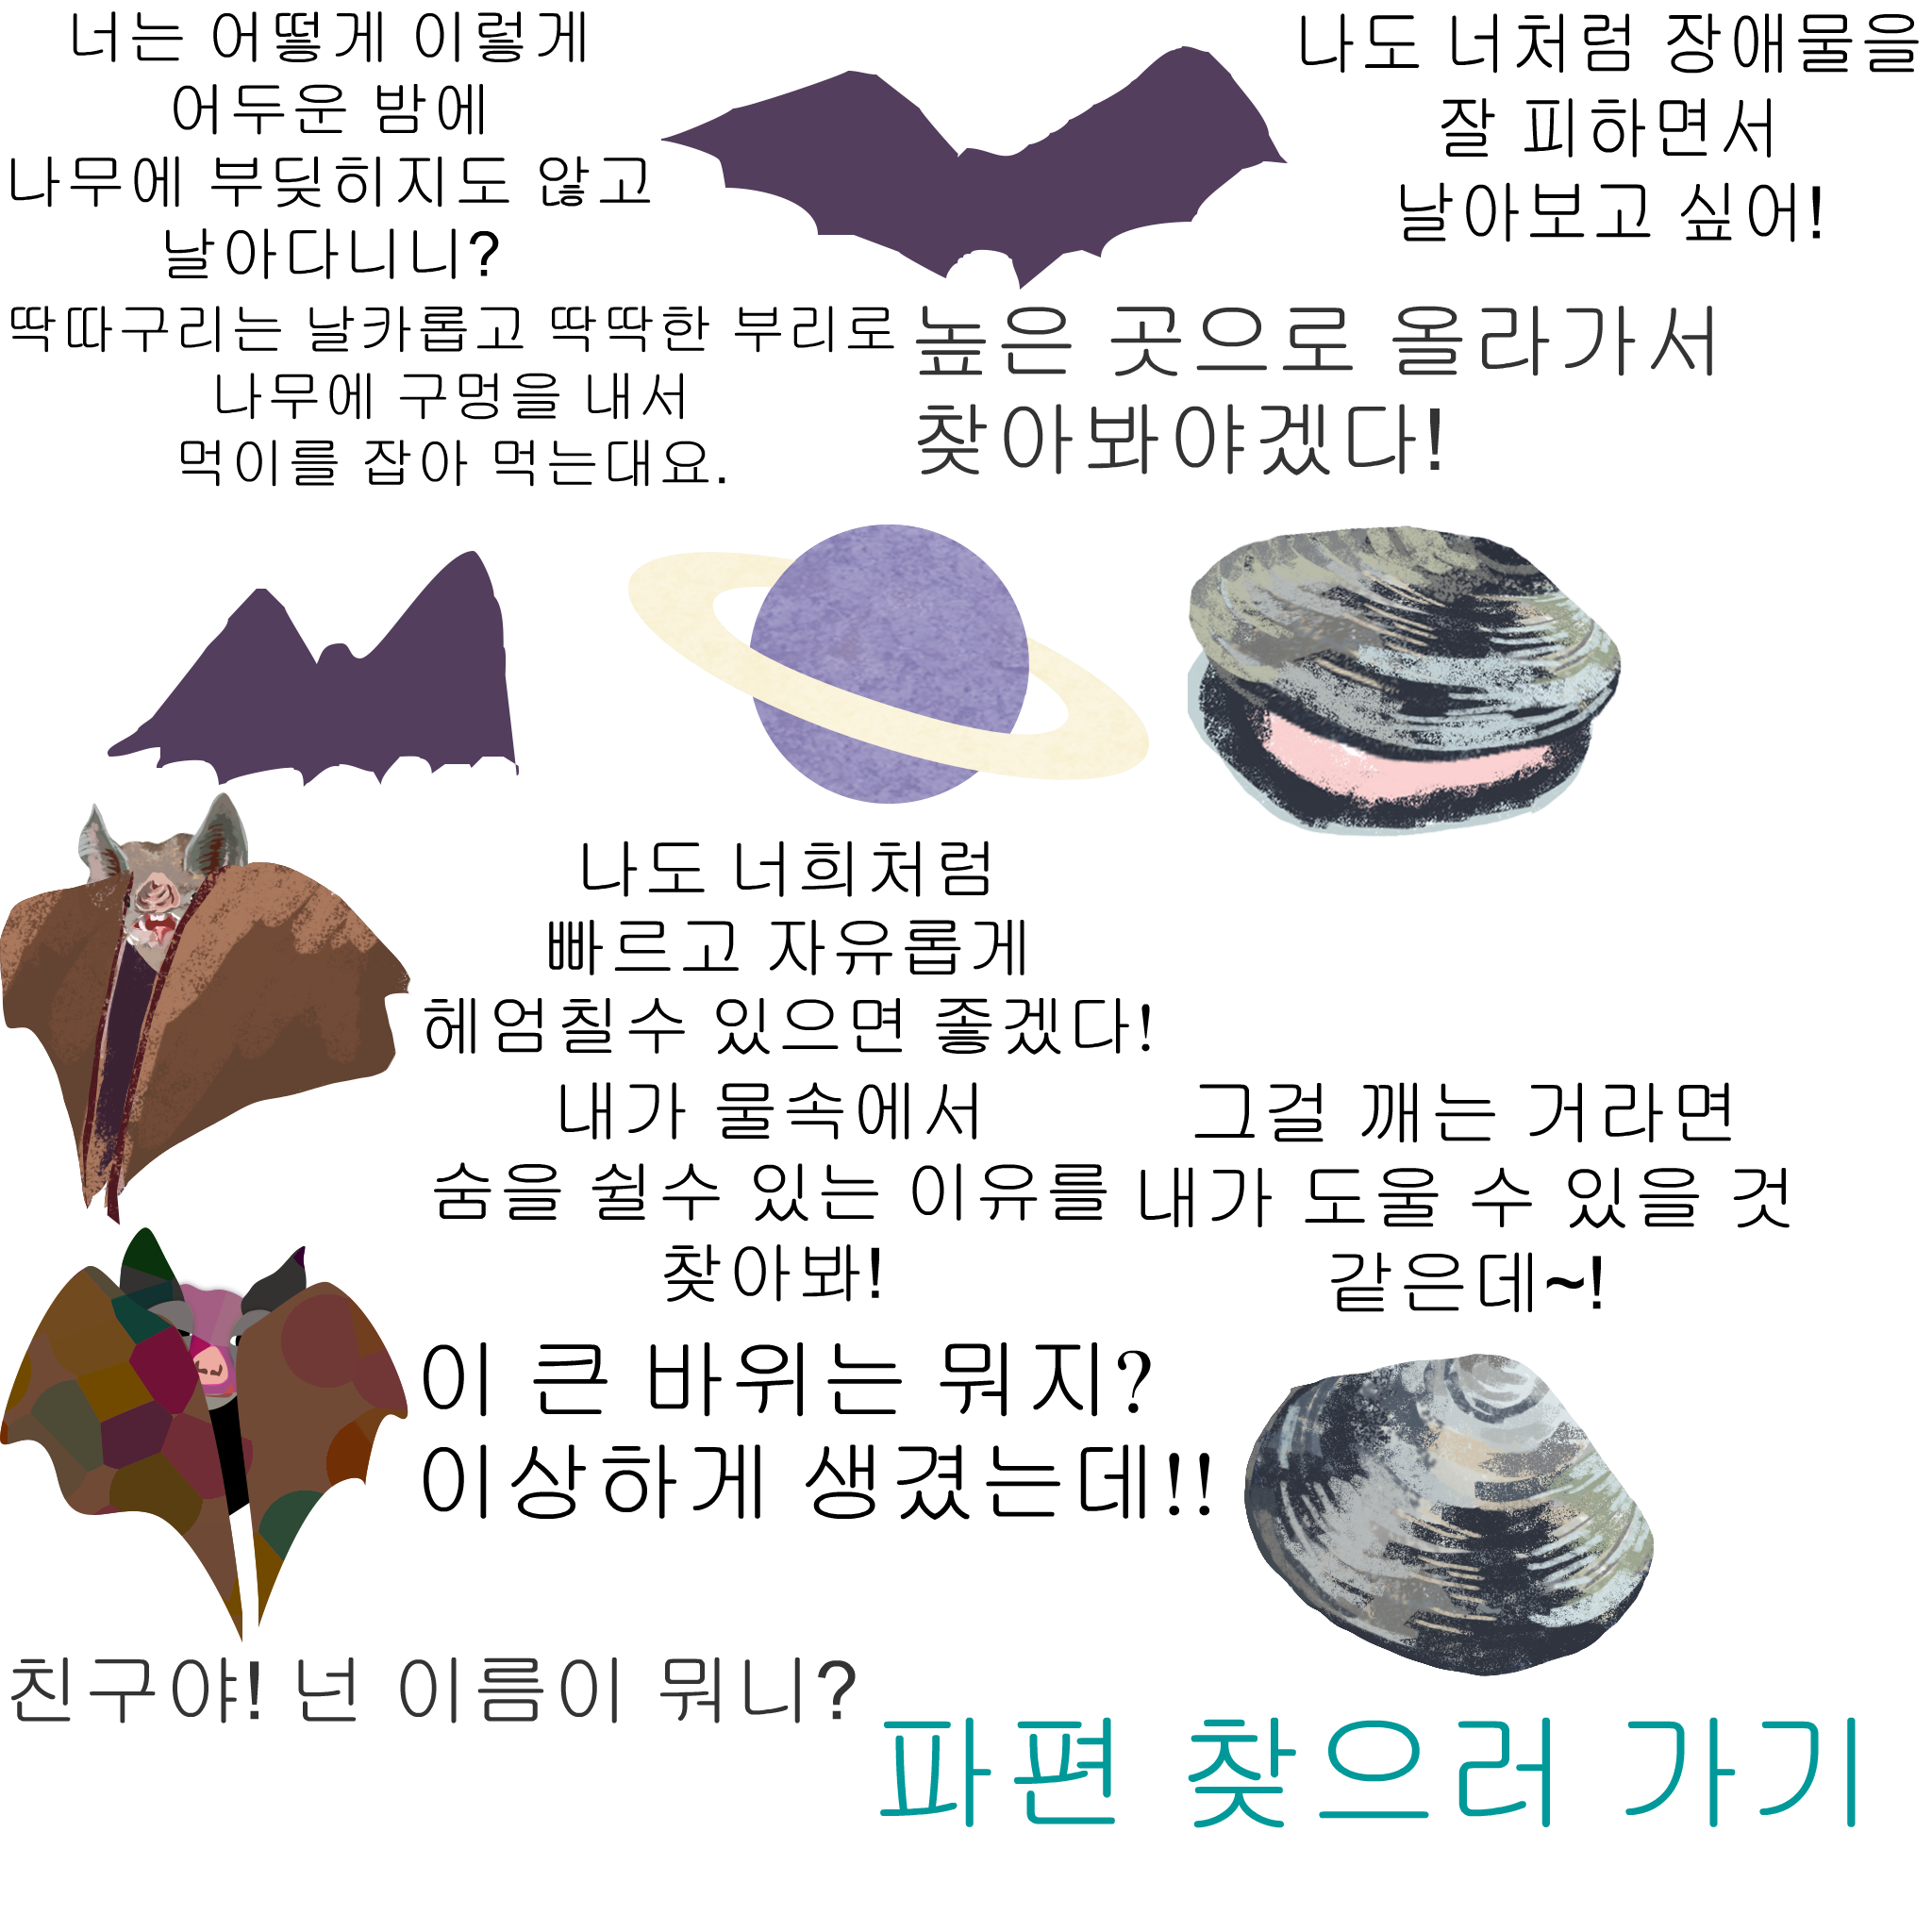 너는 어떻게 이렇게
어두운 밤에
나무에 부딪히지도 않고
날아다니니?
나도 너처럼 장애물을
잘 피하면서
날아보고 싶어!
딱따구리는 날카롭고 딱딱한 부리로
나무에 구멍을 내서
먹이를 잡아 먹는대요.
높은 곳으로 올라가서
찾아봐야겠다!
나도 너희처럼
빠르고 자유롭게
헤엄칠수 있으면 좋겠다!
내가 물속에서
숨을 쉴수 있는 이유를
찾아봐!
그걸 깨는 거라면
내가 도울 수 있을 것
같은데~!
이 큰 바위는 뭐지?
이상하게 생겼는데!!
친구야! 넌 이름이 뭐니?
파편 찾으러 가기